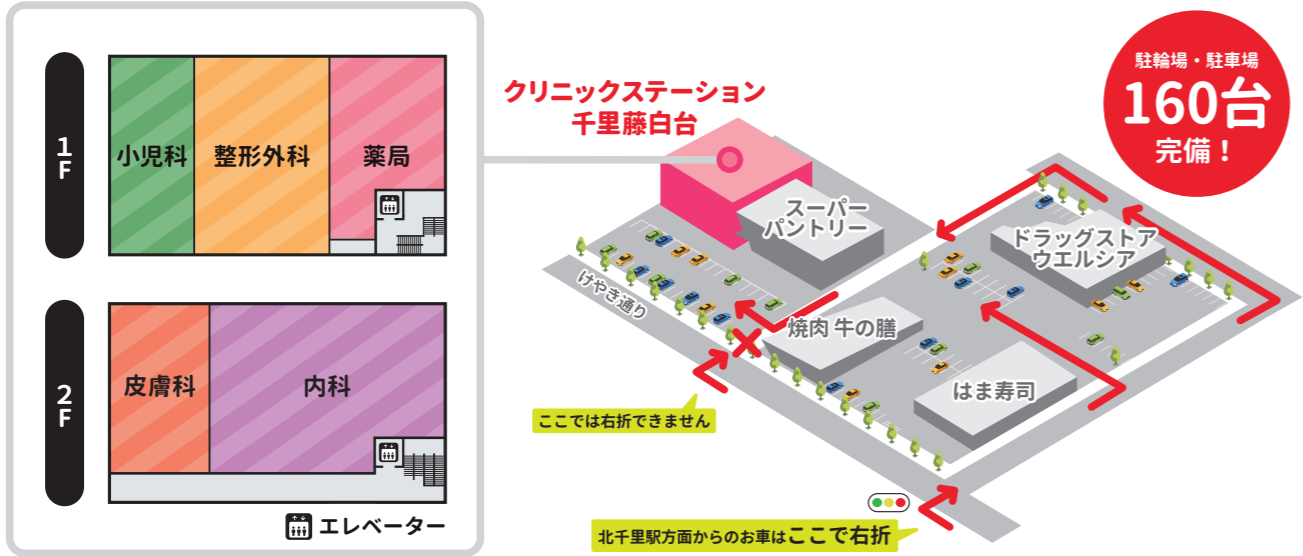 1F
小児科
整形外科
薬局
2F
皮膚科
内科
エレベーター
クリニックステーション
千里藤白台
駐輪場・駐車場
160台
完備！
スーパー
パントリー
ドラッグストア
ウエルシア
けやき通り
焼肉 牛の膳
はま寿司
ここでは右折できません
北千里駅方面からのお車はここで右折